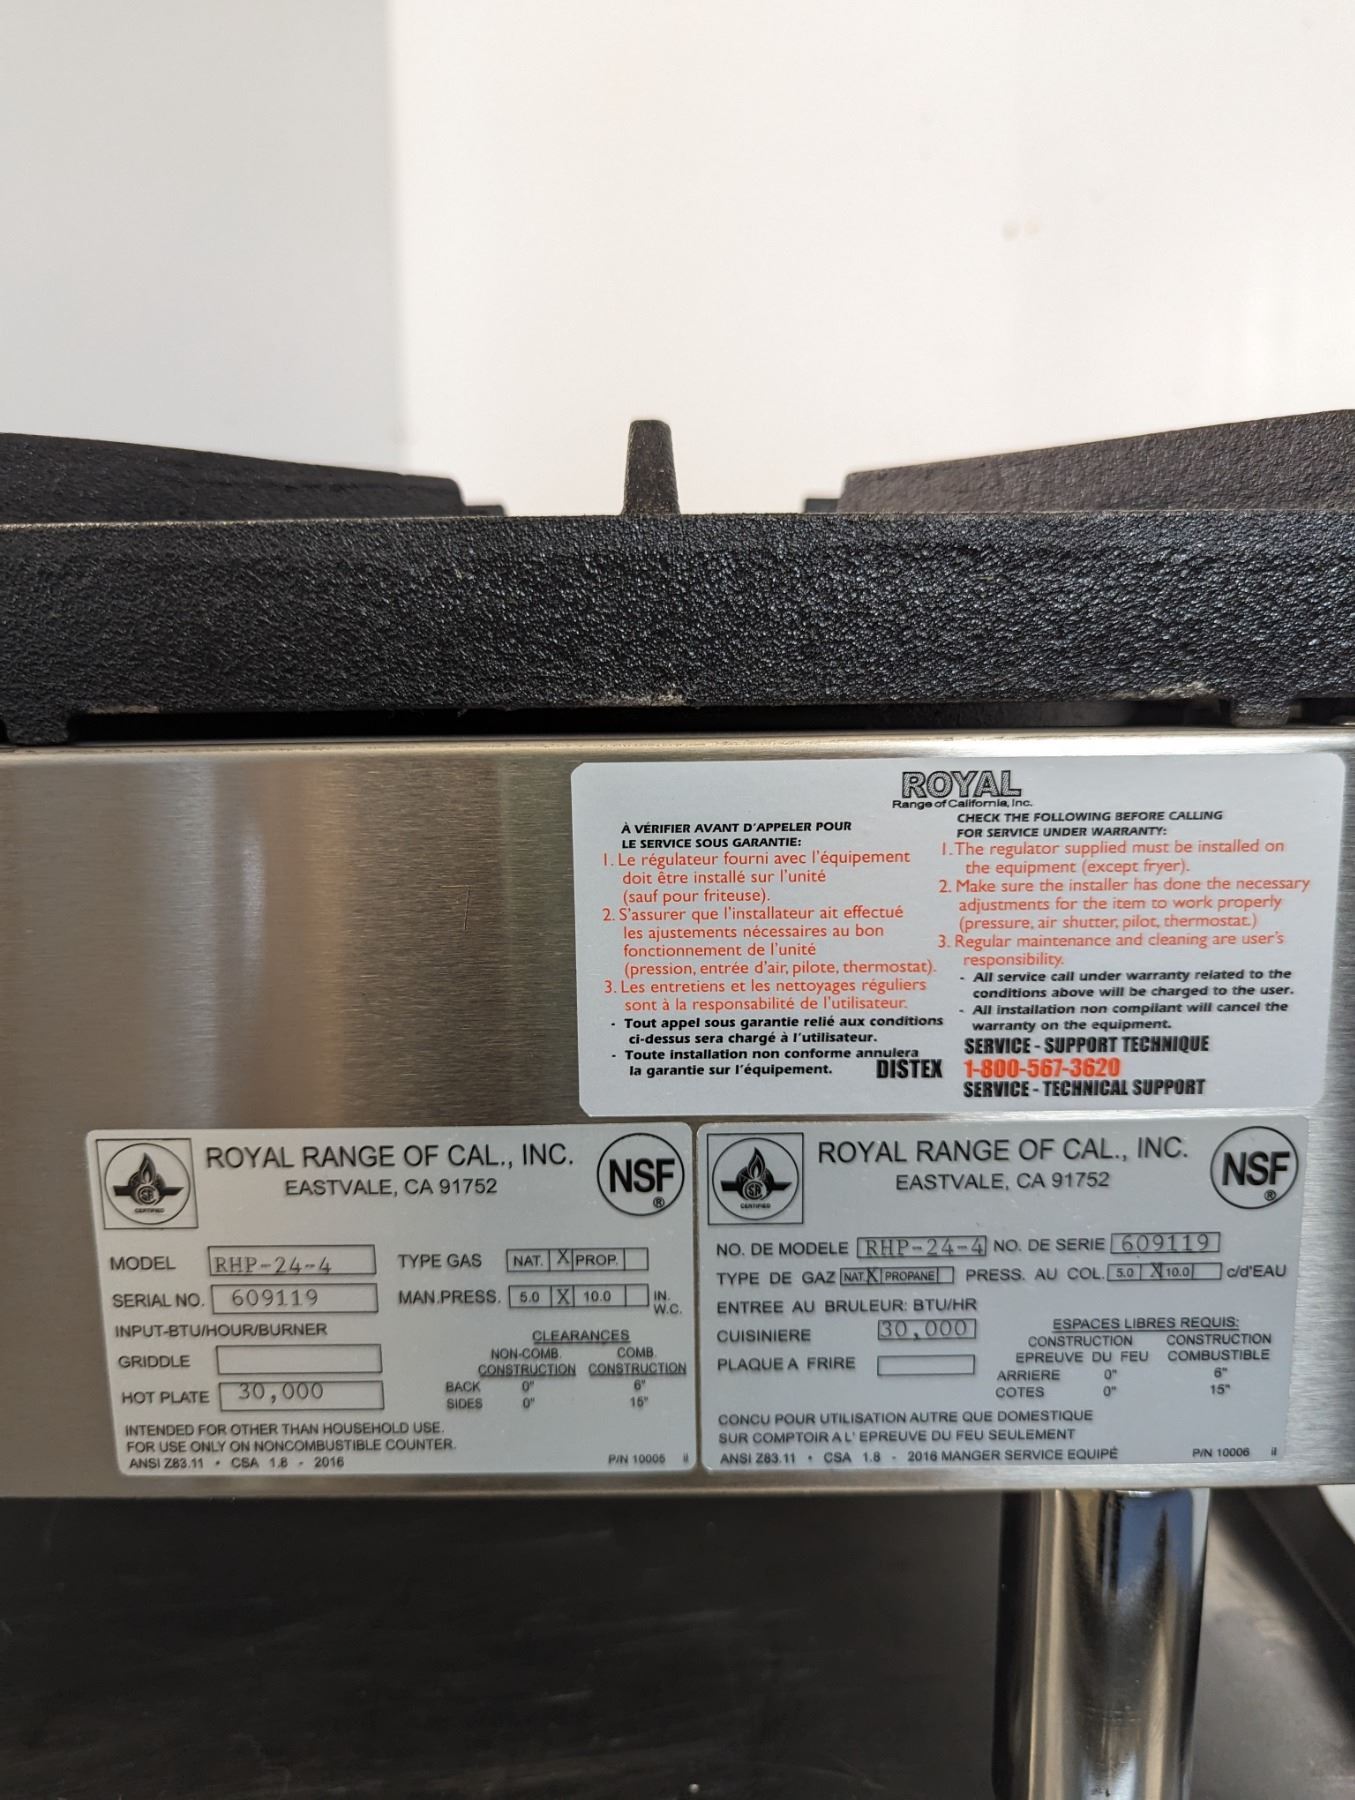 ROYAL
Range of California, Inc.
À VÉRIFIER AVANT D'APPELER POUR
LE SERVICE SOUS GARANTIE:
1. Le régulateur fourni avec l'équipement
doit être installé sur l'unité
(sauf pour friteuse).
2. S'assurer que l'installateur ait effectué
les ajustements nécessaires au bon
fonctionnement de l'unité
(pression, entrée d'air, pilote, thermostat).
3. Les entretiens et les nettoyages réguliers
sont à la responsabilité de l'utilisateur.
- Tout appel sous garantie relié aux conditions
ci-dessus sera chargé à l'utilisateur.
- Toute installation non conforme annulera
la garantie sur l'équipement.
CHECK THE FOLLOWING BEFORE CALLING
FOR SERVICE UNDER WARRANTY:
1. The regulator supplied must be installed on
the equipment (except fryer).
2. Make sure the installer has done the necessary
adjustments for the item to work properly
(pressure, air shutter, pilot, thermostat.)
3. Regular maintenance and cleaning are user's
responsibility.
- All service call under warranty related to the
conditions above will be charged to the user.
- All installation non compliant will cancel the
warranty on the equipment.
SERVICE - SUPPORT TECHNIQUE
DISTEX 1-800-567-3620
SERVICE - TECHNICAL SUPPORT
CERTIFIED
ROYAL RANGE OF CAL., INC.
EASTVALE, CA 91752
NSF ®
MODEL RHP-24-4 TYPE GAS NAT. X PROP.
SERIAL NO. 609119 MAN.PRESS. 5.0 X 10.0 IN. W.C.
INPUT-BTU/HOUR/BURNER
GRIDDLE
HOT PLATE 30,000
CLEARANCES
NON-COMB. COMB.
CONSTRUCTION CONSTRUCTION
BACK 0" 6"
SIDES 0" 15"
INTENDED FOR OTHER THAN HOUSEHOLD USE.
FOR USE ONLY ON NONCOMBUSTIBLE COUNTER.
ANSI Z83.11 • CSA 1.8 - 2016 P/N 10005 il
CERTIFIED
ROYAL RANGE OF CAL., INC.
EASTVALE, CA 91752
NSF ®
NO. DE MODELE RHP-24-4 NO. DE SERIE 609119
TYPE DE GAZ NAT. X PROPANE PRESS. AU COL. 5.0 X 10.0 c/d'EAU
ENTREE AU BRULEUR: BTU/HR
CUISINIERE 30,000
PLAQUE A FRIRE
ESPACES LIBRES REQUIS:
CONSTRUCTION CONSTRUCTION
EPREUVE DU FEU COMBUSTIBLE
ARRIERE 0" 6"
COTES 0" 15"
CONCU POUR UTILISATION AUTRE QUE DOMESTIQUE
SUR COMPTOIR A L' EPREUVE DU FEU SEULEMENT
ANSI Z83.11 • CSA 1.8 - 2016 MANGER SERVICE EQUIPÉ P/N 10006 il